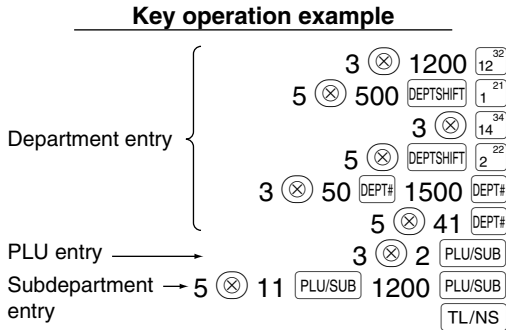 Key operation example
3 ⊗ 1200 12 32
5 ⊗ 500 DEPTSHIFT 1 21
3 ⊗ 14 34
Department entry
5 ⊗ DEPTSHIFT 2 22
3 ⊗ 50 DEPT# 1500 DEPT#
5 ⊗ 41 DEPT#
PLU entry → 3 ⊗ 2 PLU/SUB
Subdepartment → 5 ⊗ 11 PLU/SUB 1200 PLU/SUB
entry
TL/NS